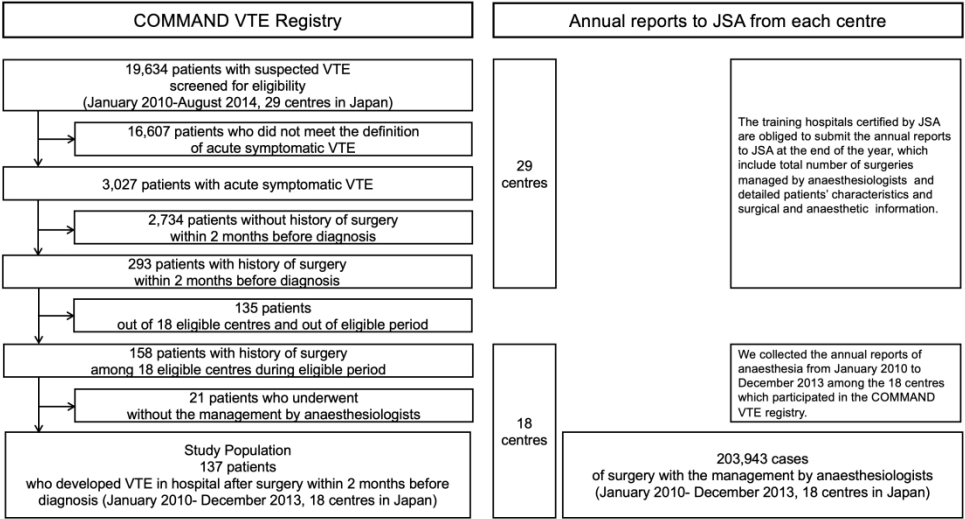 COMMAND VTE Registry
19,634 patients with suspected VTE
screened for eligibility
(January 2010-August 2014, 29 centres in Japan)
16,607 patients who did not meet the definition
of acute symptomatic VTE
3,027 patients with acute symptomatic VTE
2,734 patients without history of surgery
within 2 months before diagnosis
293 patients with history of surgery
within 2 months before diagnosis
135 patients
out of 18 eligible centres and out of eligible period
158 patients with history of surgery
among 18 eligible centres during eligible period
21 patients who underwent
without the management by anaesthesiologists
Study Population
137 patients
who developed VTE in hospital after surgery within 2 months before
diagnosis (January 2010- December 2013, 18 centres in Japan)
Annual reports to JSA from each centre
29
centres
The training hospitals certified by JSA
are obliged to submit the annual reports
to JSA at the end of the year, which
include total number of surgeries
managed by anaesthesiologists and
detailed patients' characteristics and
surgical and anaesthetic information.
18
centres
We collected the annual reports of
anaesthesia from January 2010 to
December 2013 among the 18 centres
which participated in the COMMAND
VTE registry.
203,943 cases
of surgery with the management by anaesthesiologists
(January 2010- December 2013, 18 centres in Japan)